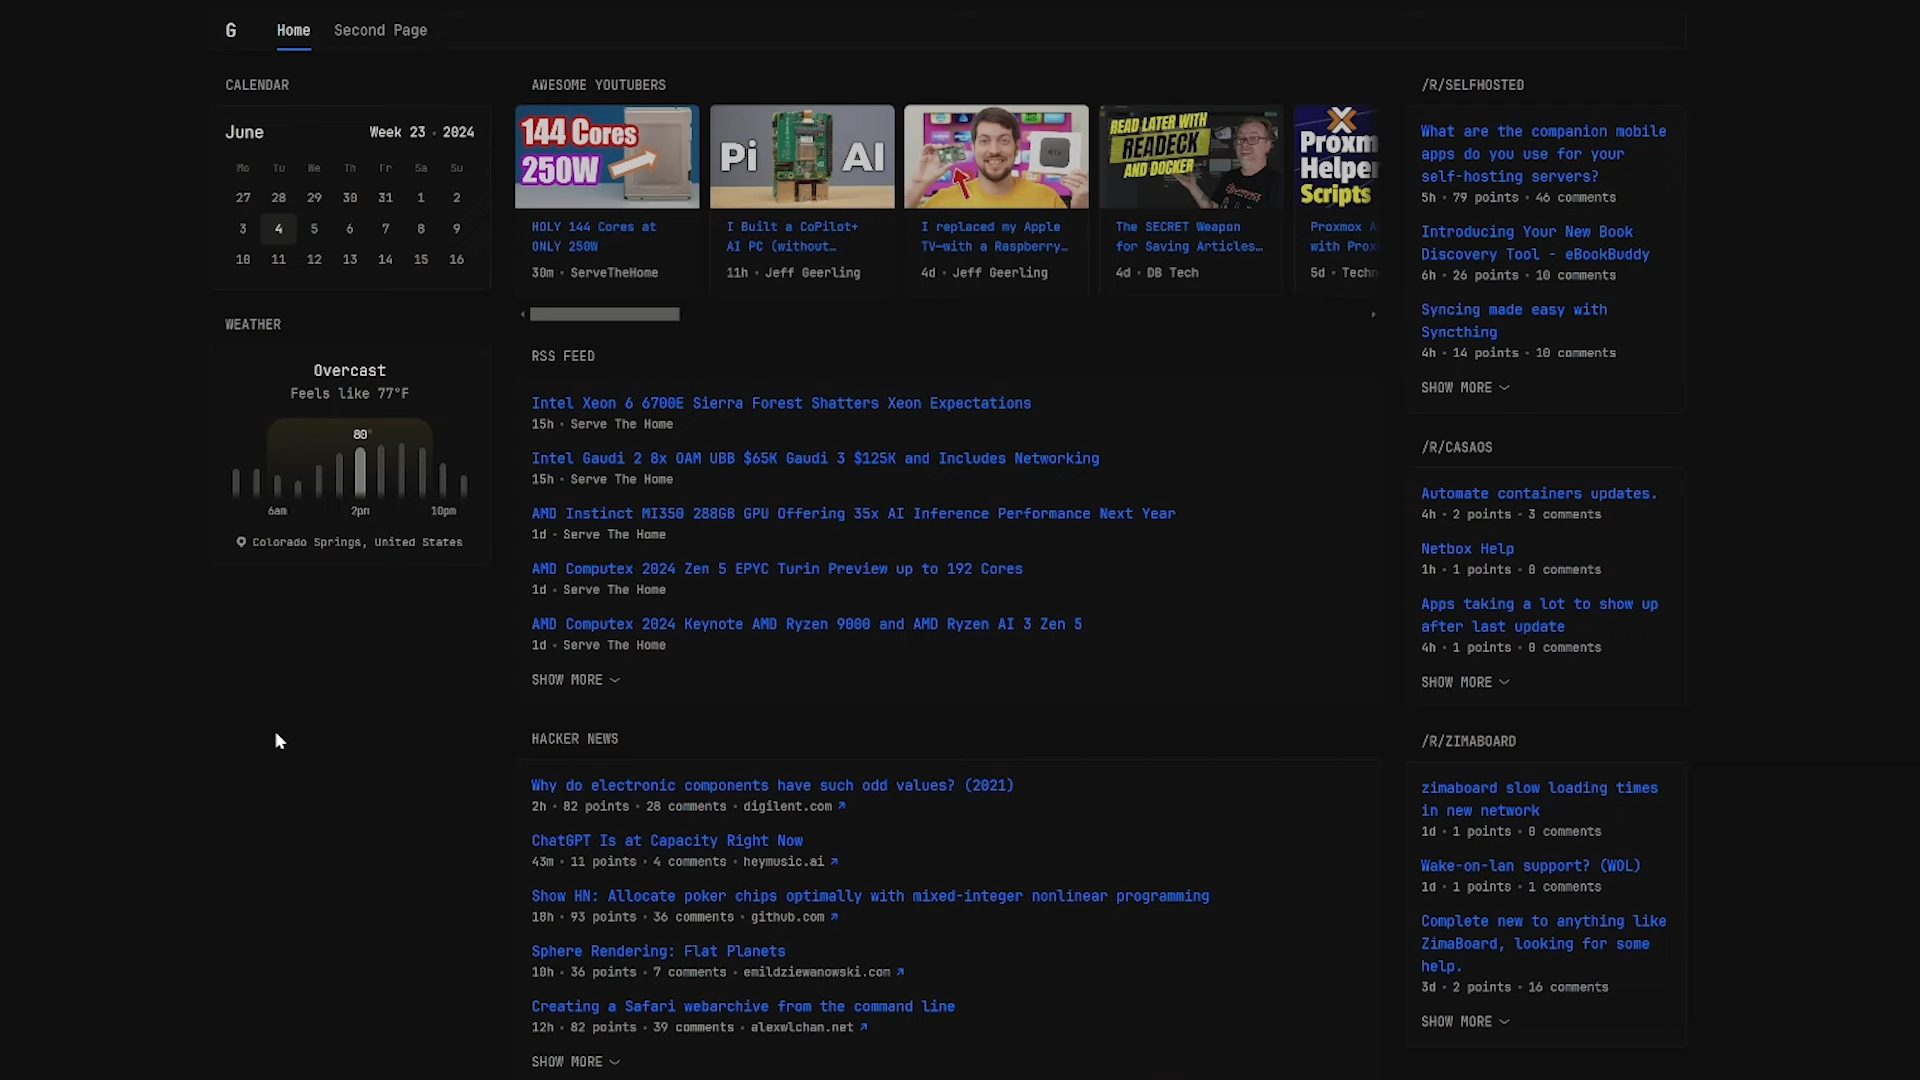 G
Home
Second Page
CALENDAR
June
Week 23 · 2024
Mo Tu We Th Fr Sa Su
27 28 29 30 31 1 2
3 4 5 6 7 8 9
10 11 12 13 14 15 16
WEATHER
Overcast
Feels like 77°F
80°
6am 2pm 10pm
Colorado Springs, United States
AWESOME YOUTUBERS
144 Cores
250W
HOLY 144 Cores at
ONLY 250W
30m · ServeTheHome
Pi AI
I Built a CoPilot+
AI PC (without…
11h · Jeff Geerling
I replaced my Apple
TV—with a Raspberry…
4d · Jeff Geerling
READ LATER WITH
READECK
AND DOCKER
The SECRET Weapon
for Saving Articles…
4d · DB Tech
Proxm
Helper
Scripts
Proxmox A
with Prox
5d · Techn
RSS FEED
Intel Xeon 6 6700E Sierra Forest Shatters Xeon Expectations
15h · Serve The Home
Intel Gaudi 2 8x OAM UBB $65K Gaudi 3 $125K and Includes Networking
15h · Serve The Home
AMD Instinct MI350 288GB GPU Offering 35x AI Inference Performance Next Year
1d · Serve The Home
AMD Computex 2024 Zen 5 EPYC Turin Preview up to 192 Cores
1d · Serve The Home
AMD Computex 2024 Keynote AMD Ryzen 9000 and AMD Ryzen AI 3 Zen 5
1d · Serve The Home
SHOW MORE
HACKER NEWS
Why do electronic components have such odd values? (2021)
2h · 82 points · 28 comments · digilent.com
ChatGPT Is at Capacity Right Now
43m · 11 points · 4 comments · heymusic.ai
Show HN: Allocate poker chips optimally with mixed-integer nonlinear programming
18h · 93 points · 36 comments · github.com
Sphere Rendering: Flat Planets
10h · 36 points · 7 comments · emildziewanowski.com
Creating a Safari webarchive from the command line
12h · 82 points · 39 comments · alexwlchan.net
SHOW MORE
/R/SELFHOSTED
What are the companion mobile
apps do you use for your
self-hosting servers?
5h · 79 points · 46 comments
Introducing Your New Book
Discovery Tool - eBookBuddy
6h · 26 points · 10 comments
Syncing made easy with
Syncthing
4h · 14 points · 10 comments
SHOW MORE
/R/CASAOS
Automate containers updates.
4h · 2 points · 3 comments
Netbox Help
1h · 1 points · 0 comments
Apps taking a lot to show up
after last update
4h · 1 points · 0 comments
SHOW MORE
/R/ZIMABOARD
zimaboard slow loading times
in new network
1d · 1 points · 0 comments
Wake-on-lan support? (WOL)
1d · 1 points · 1 comments
Complete new to anything like
ZimaBoard, looking for some
help.
3d · 2 points · 16 comments
SHOW MORE